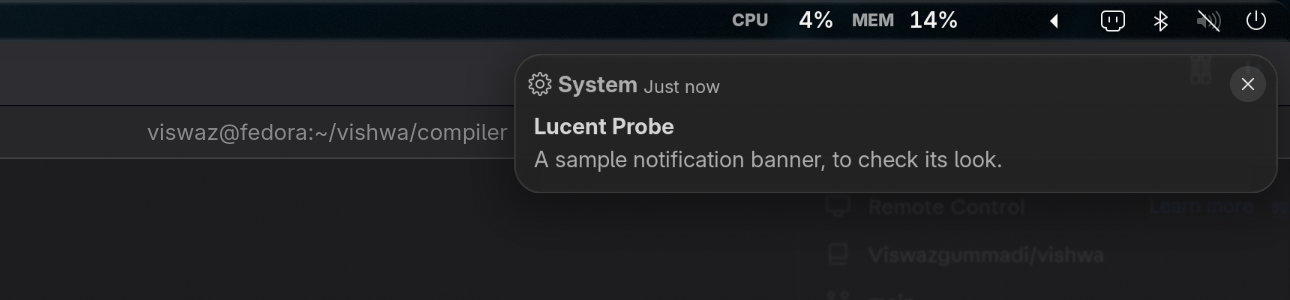 CPU 4% MEM 14%
System Just now
viswaz@fedora:~/vishwa/compiler
Lucent Probe
A sample notification banner, to check its look.
Remote Control Learn more
Viswazgummadi/vishwa